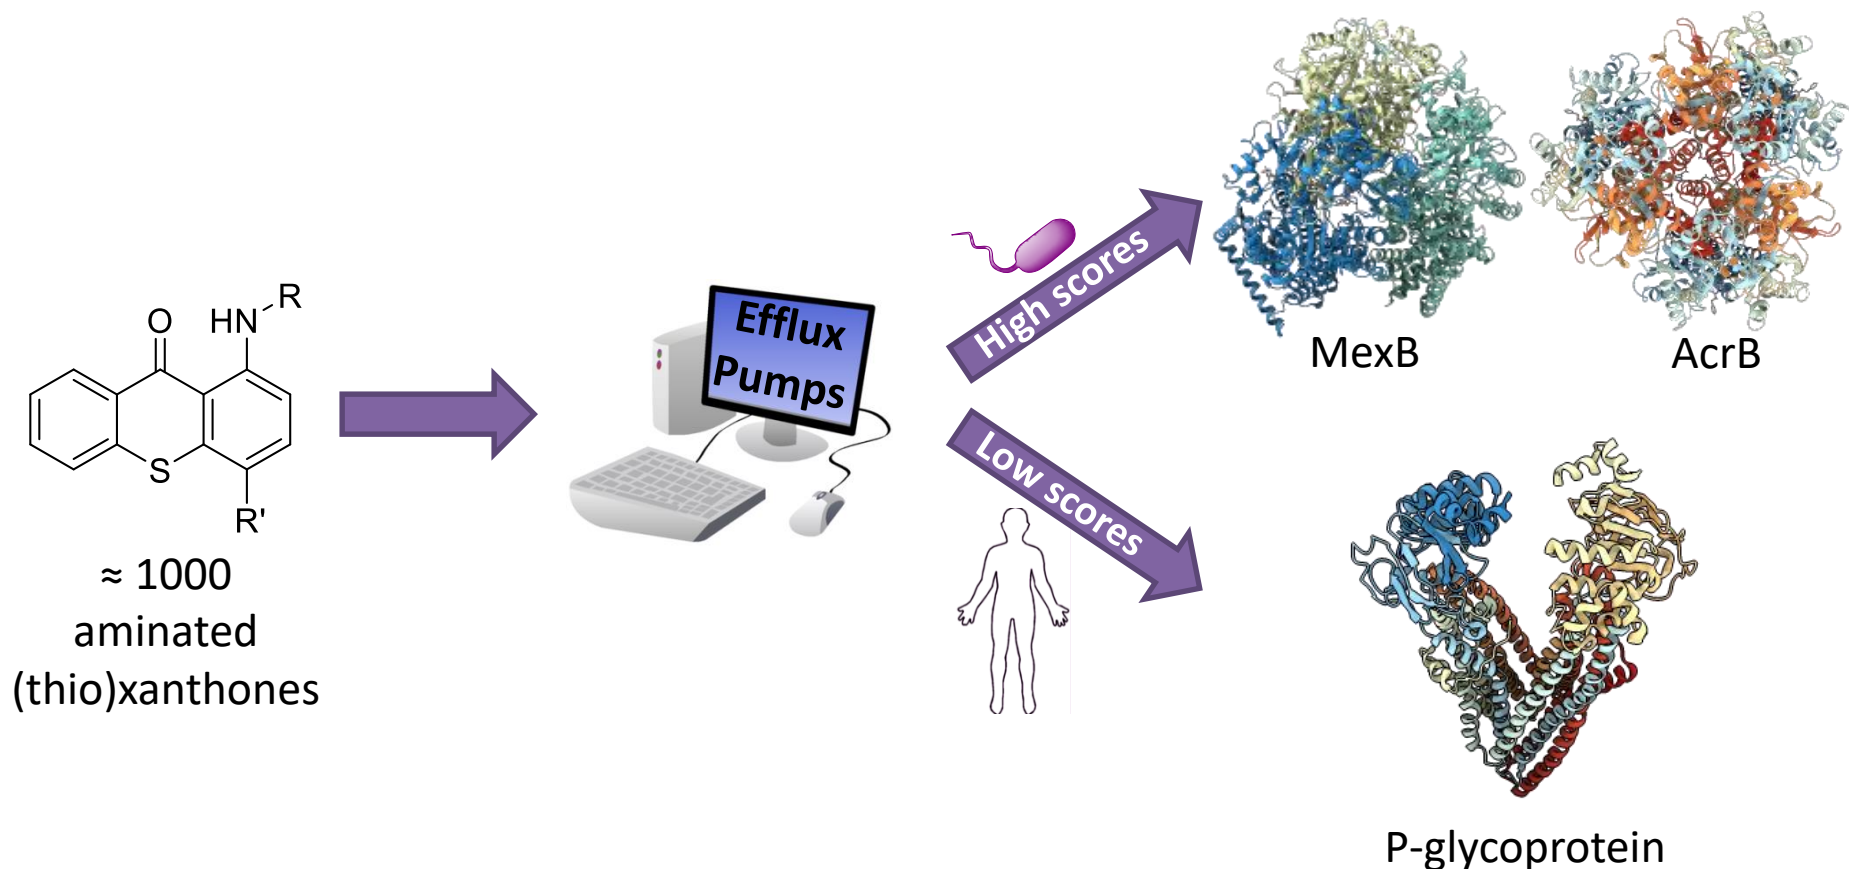 O
HN
R
S
R'
≈ 1000
aminated
(thio)xanthones
Efflux
Pumps
High scores
Low scores
MexB
AcrB
P-glycoprotein